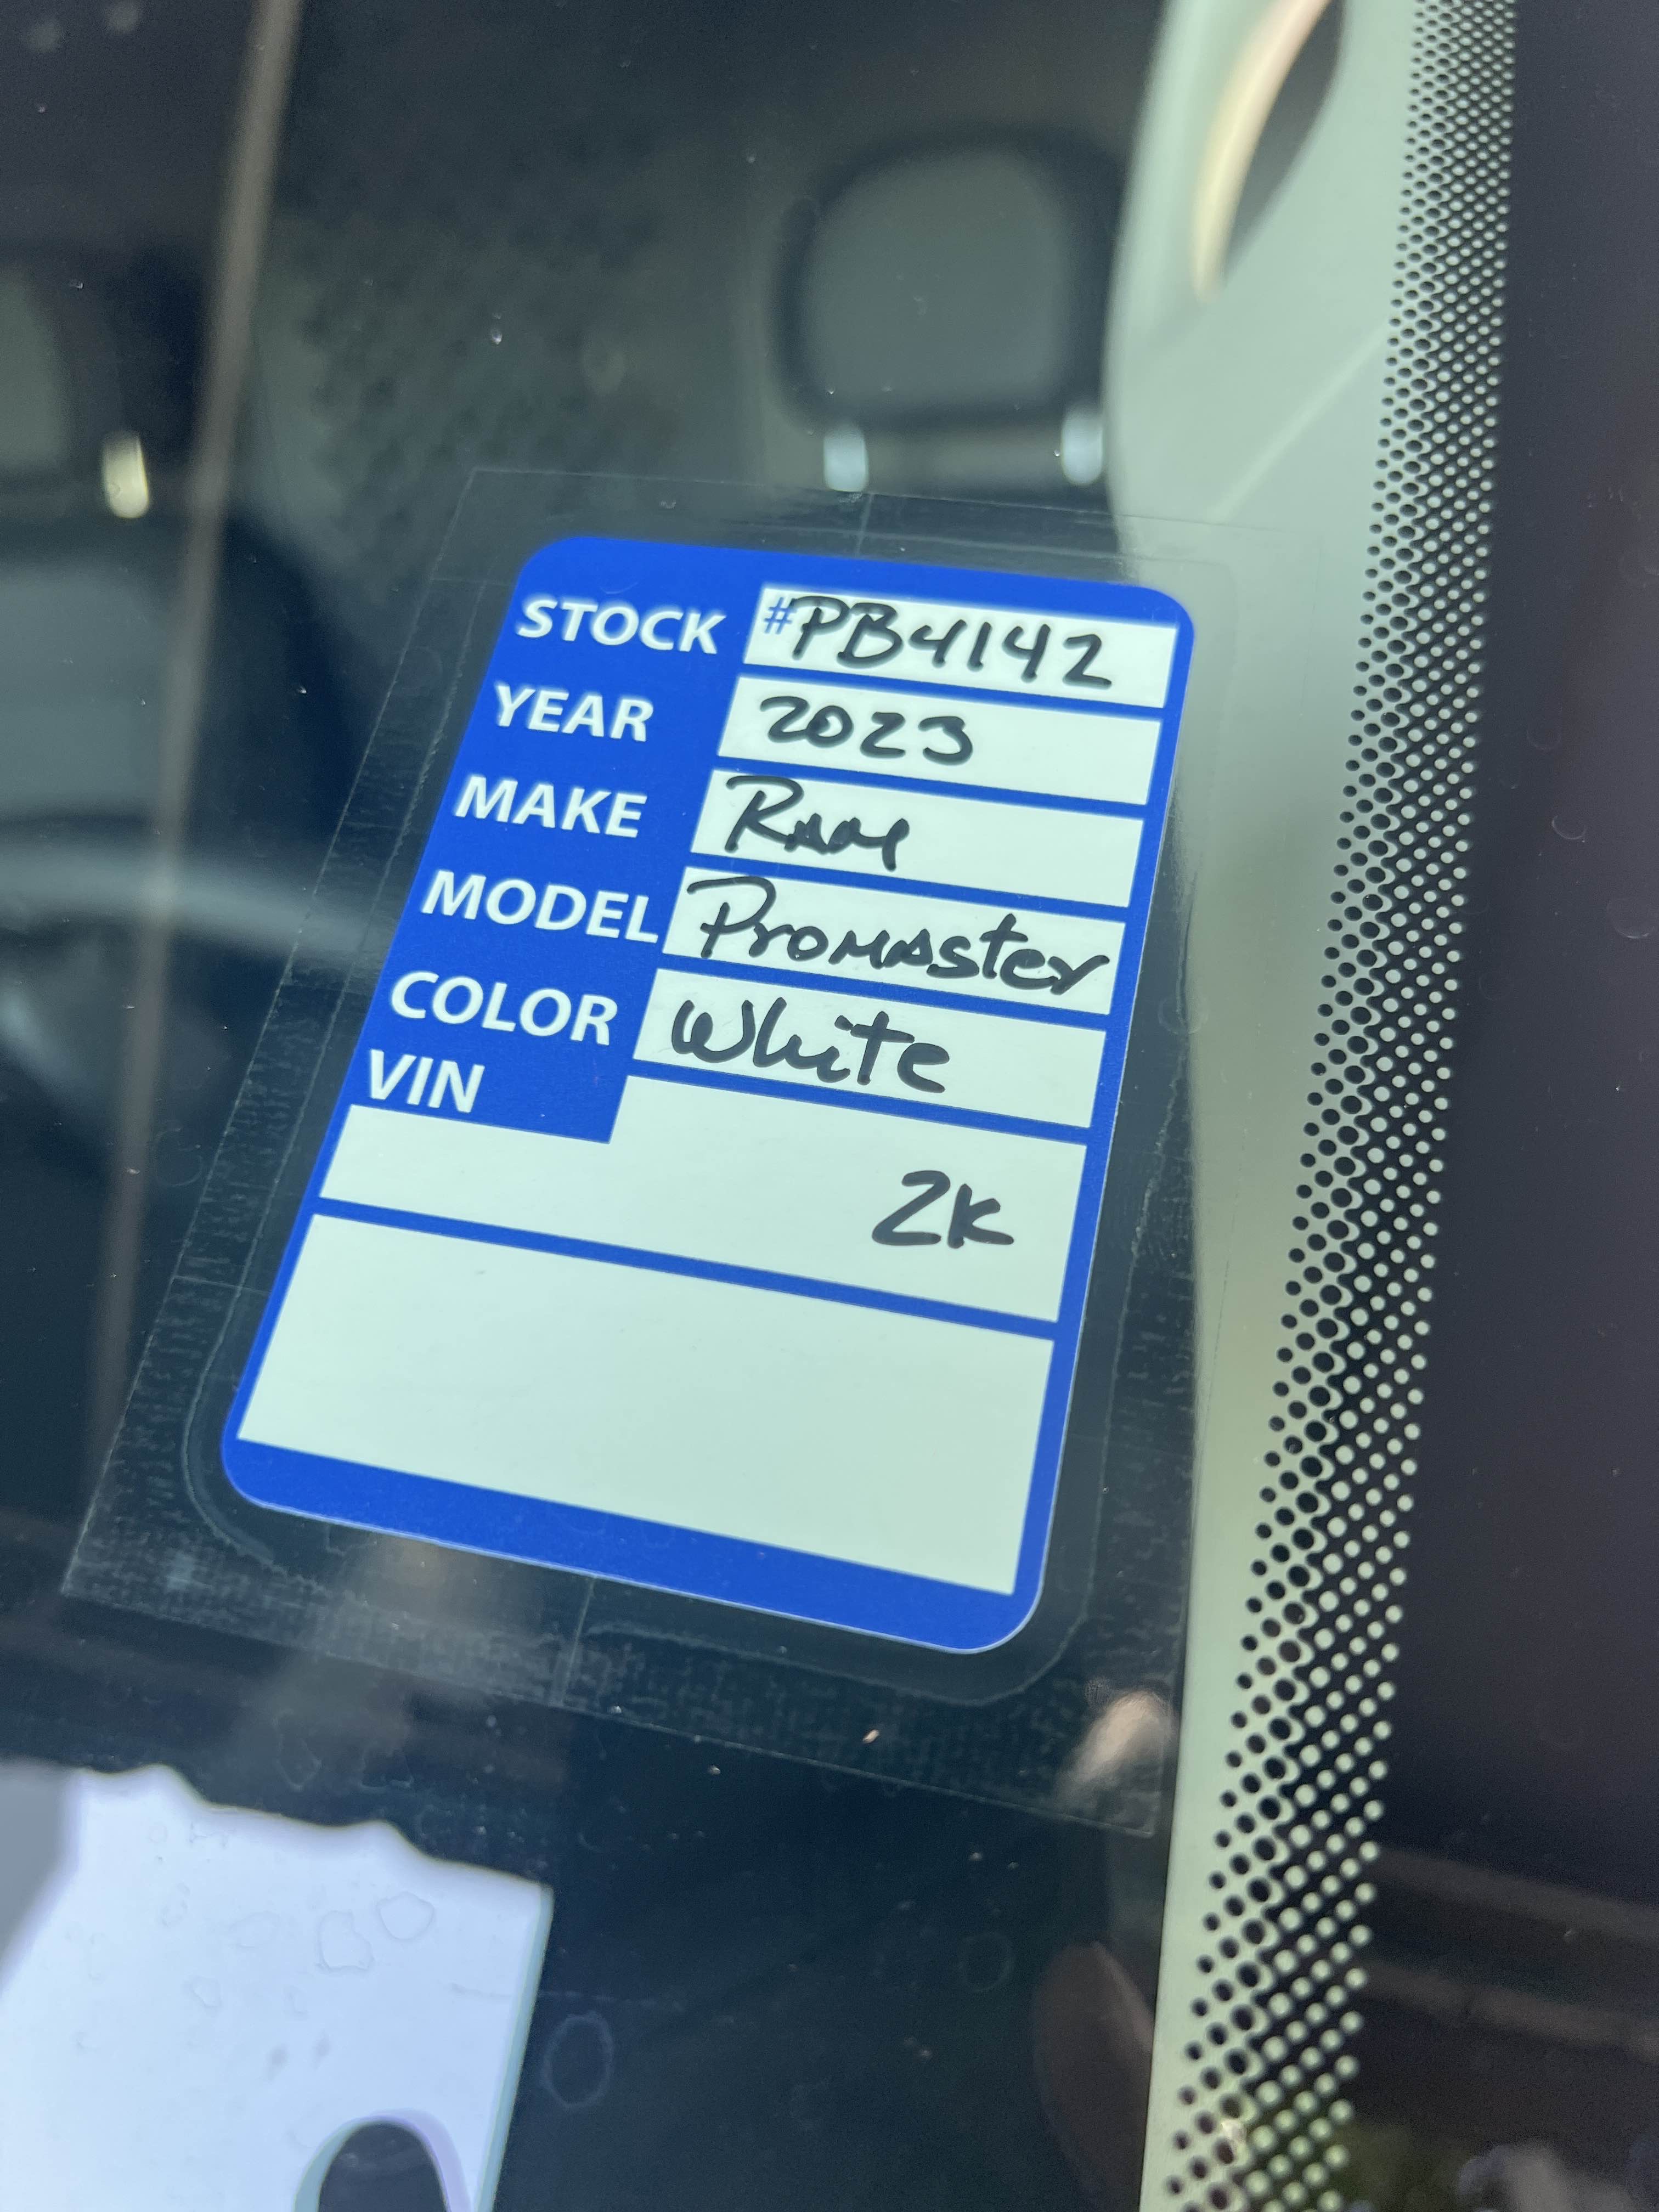 STOCK #PB4142
YEAR 2023
MAKE Ram
MODEL Promaster
COLOR White
VIN
2K